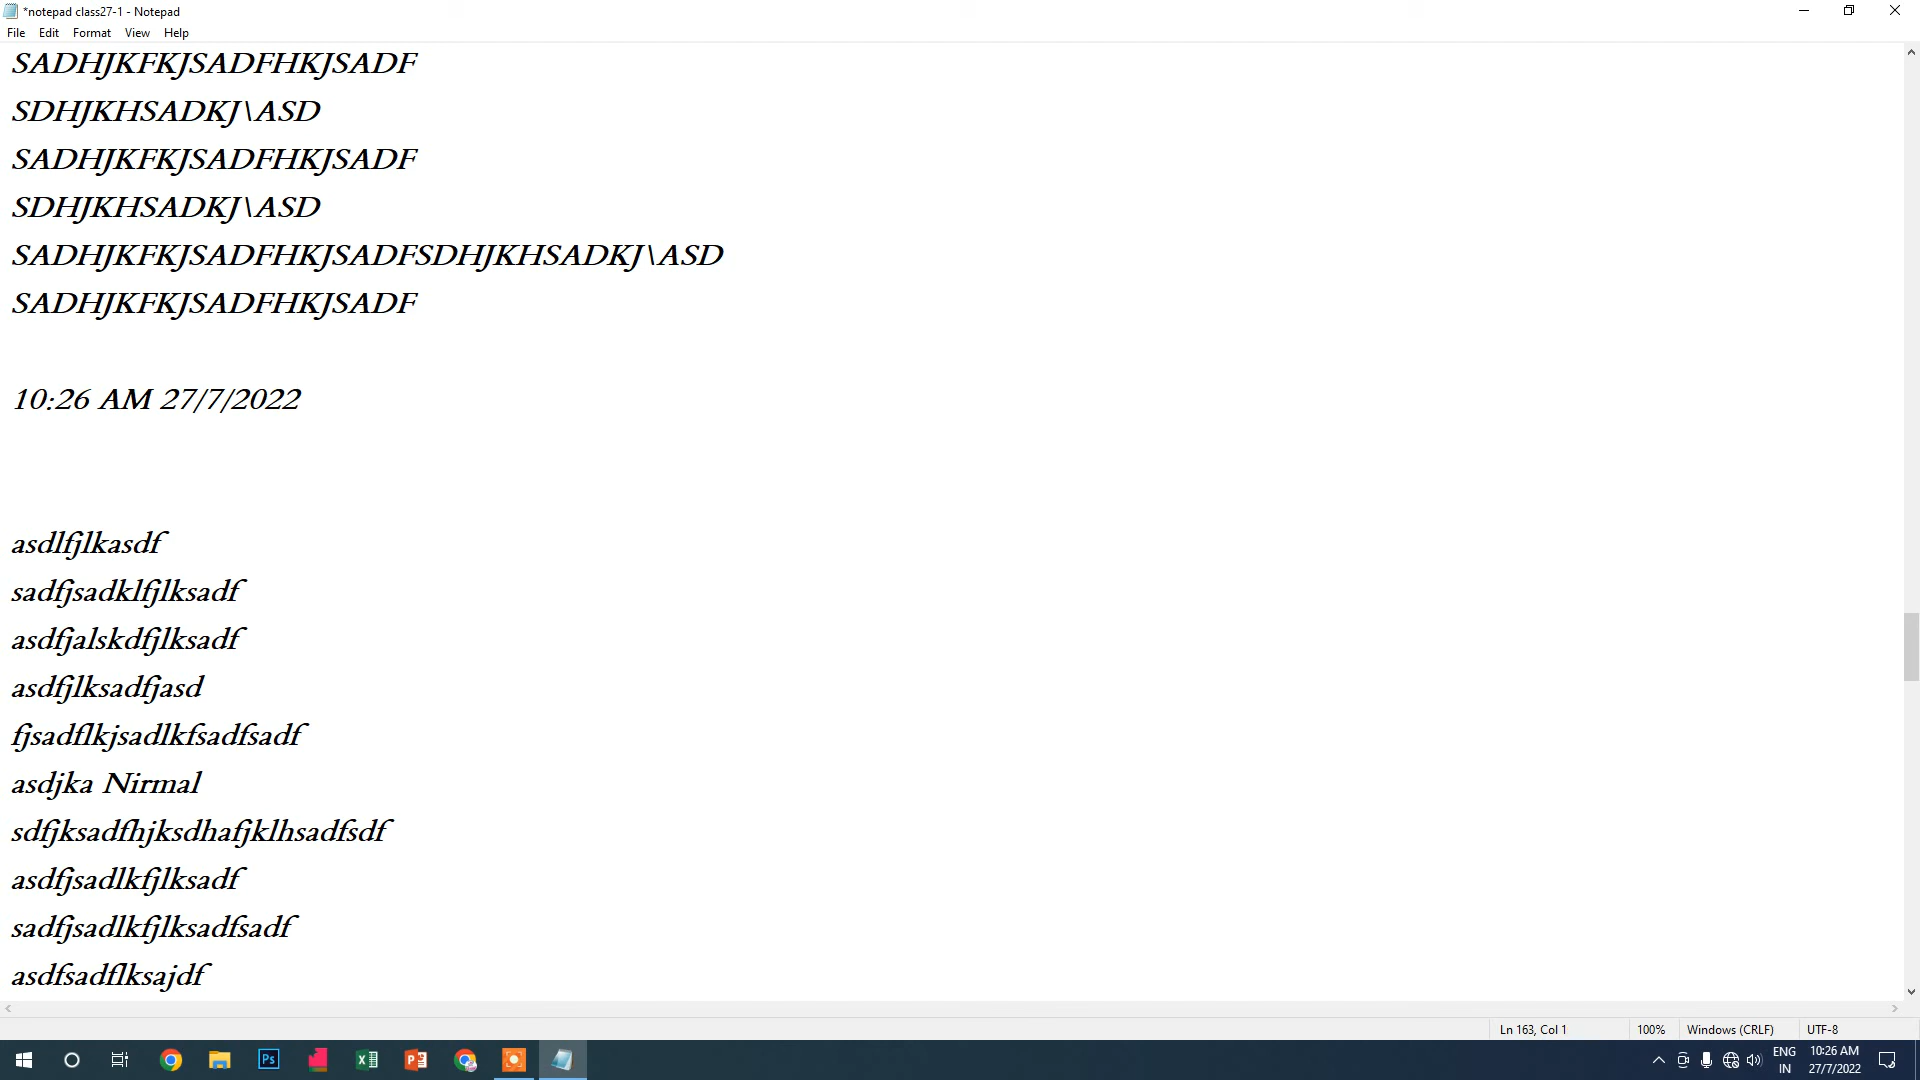 *notepad class27-1 - Notepad
File Edit Format View Help
SADHJKFKJSADFHKJSADF
SDHJKHSADKJ\ASD
SADHJKFKJSADFHKJSADF
SDHJKHSADKJ\ASD
SADHJKFKJSADFHKJSADFSDHJKHSADKJ\ASD
SADHJKFKJSADFHKJSADF
10:26 AM 27/7/2022
asdlfjlkasdf
sadfjsadklfjlksadf
asdfjalskdfjlksadf
asdfjlksadfjasd
fjsadflkjsadlkfsadfsadf
asdjka Nirmal
sdfjksadfhjksdhafjklhsadfsdf
asdfjsadlkfjlksadf
sadfjsadlkfjlksadfsadf
asdfsadflksajdf
Ln 163, Col 1 100% Windows (CRLF) UTF-8
Ps
ENG 10:26 AM
IN 27/7/2022